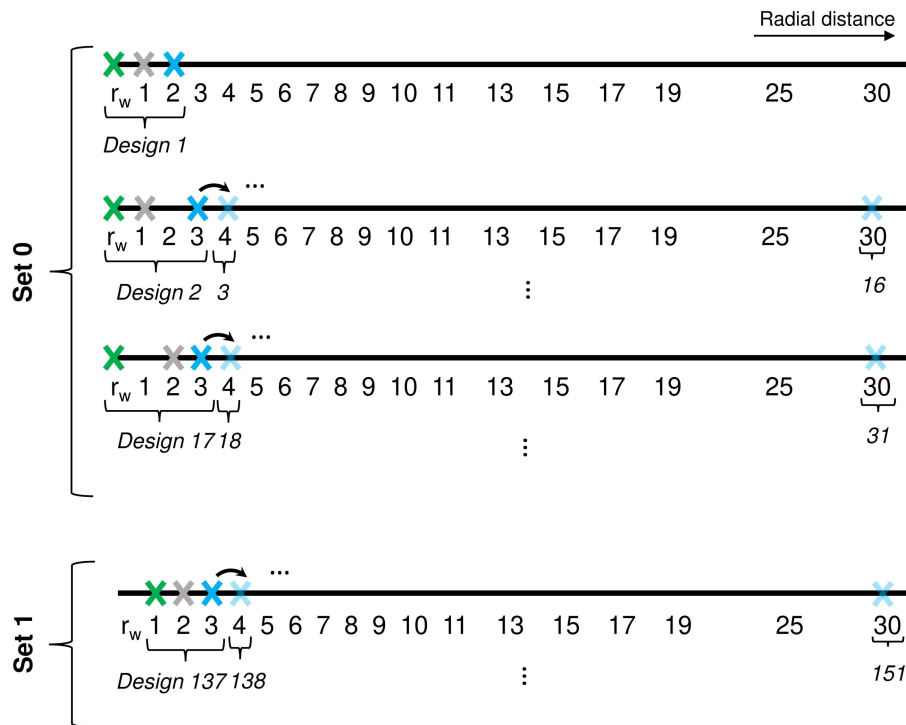 Radial distance
Set 0
r_w 1 2 3 4 5 6 7 8 9 10 11 13 15 17 19 25 30
Design 1
...
r_w 1 2 3 4 5 6 7 8 9 10 11 13 15 17 19 25 30
Design 2 3 ⋮ 16
...
r_w 1 2 3 4 5 6 7 8 9 10 11 13 15 17 19 25 30
Design 17 18 ⋮ 31
Set 1
...
r_w 1 2 3 4 5 6 7 8 9 10 11 13 15 17 19 25 30
Design 137 138 ⋮ 151